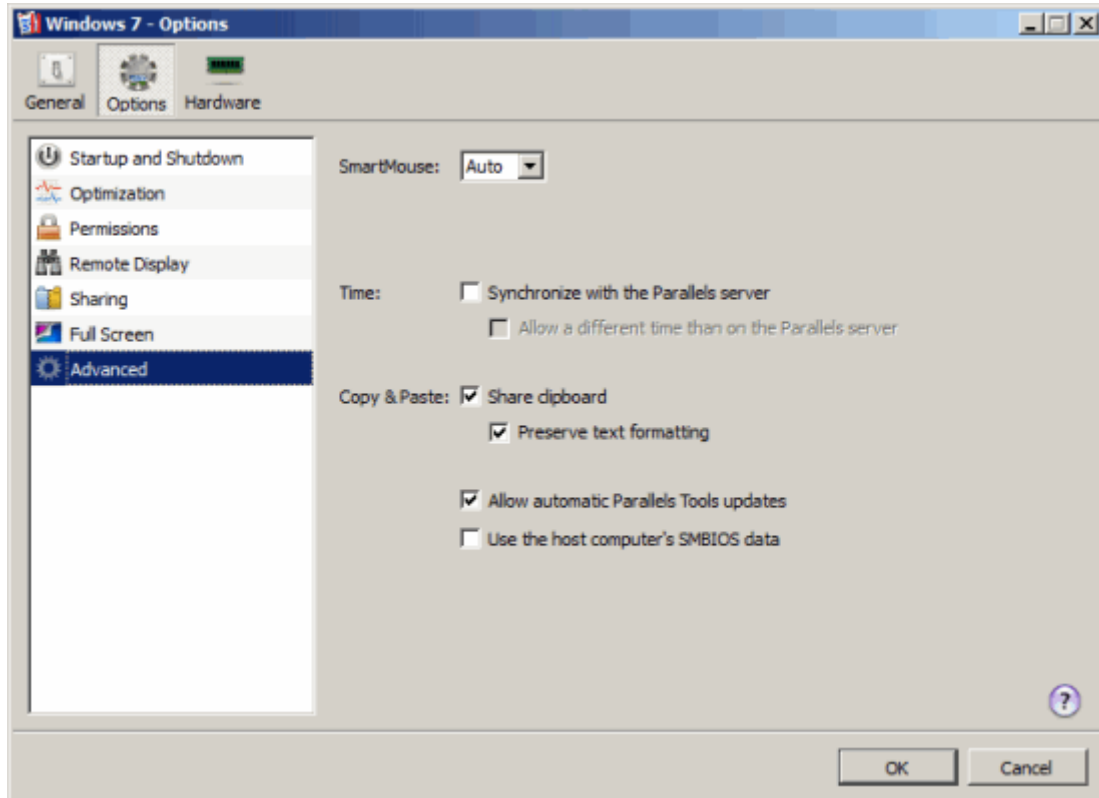 Windows 7 - Options
General Options Hardware
Startup and Shutdown
Optimization
Permissions
Remote Display
Sharing
Full Screen
Advanced
SmartMouse: Auto
Time: Synchronize with the Parallels server
Allow a different time than on the Parallels server
Copy & Paste: Share clipboard
Preserve text formatting
Allow automatic Parallels Tools updates
Use the host computer's SMBIOS data
?
OK Cancel